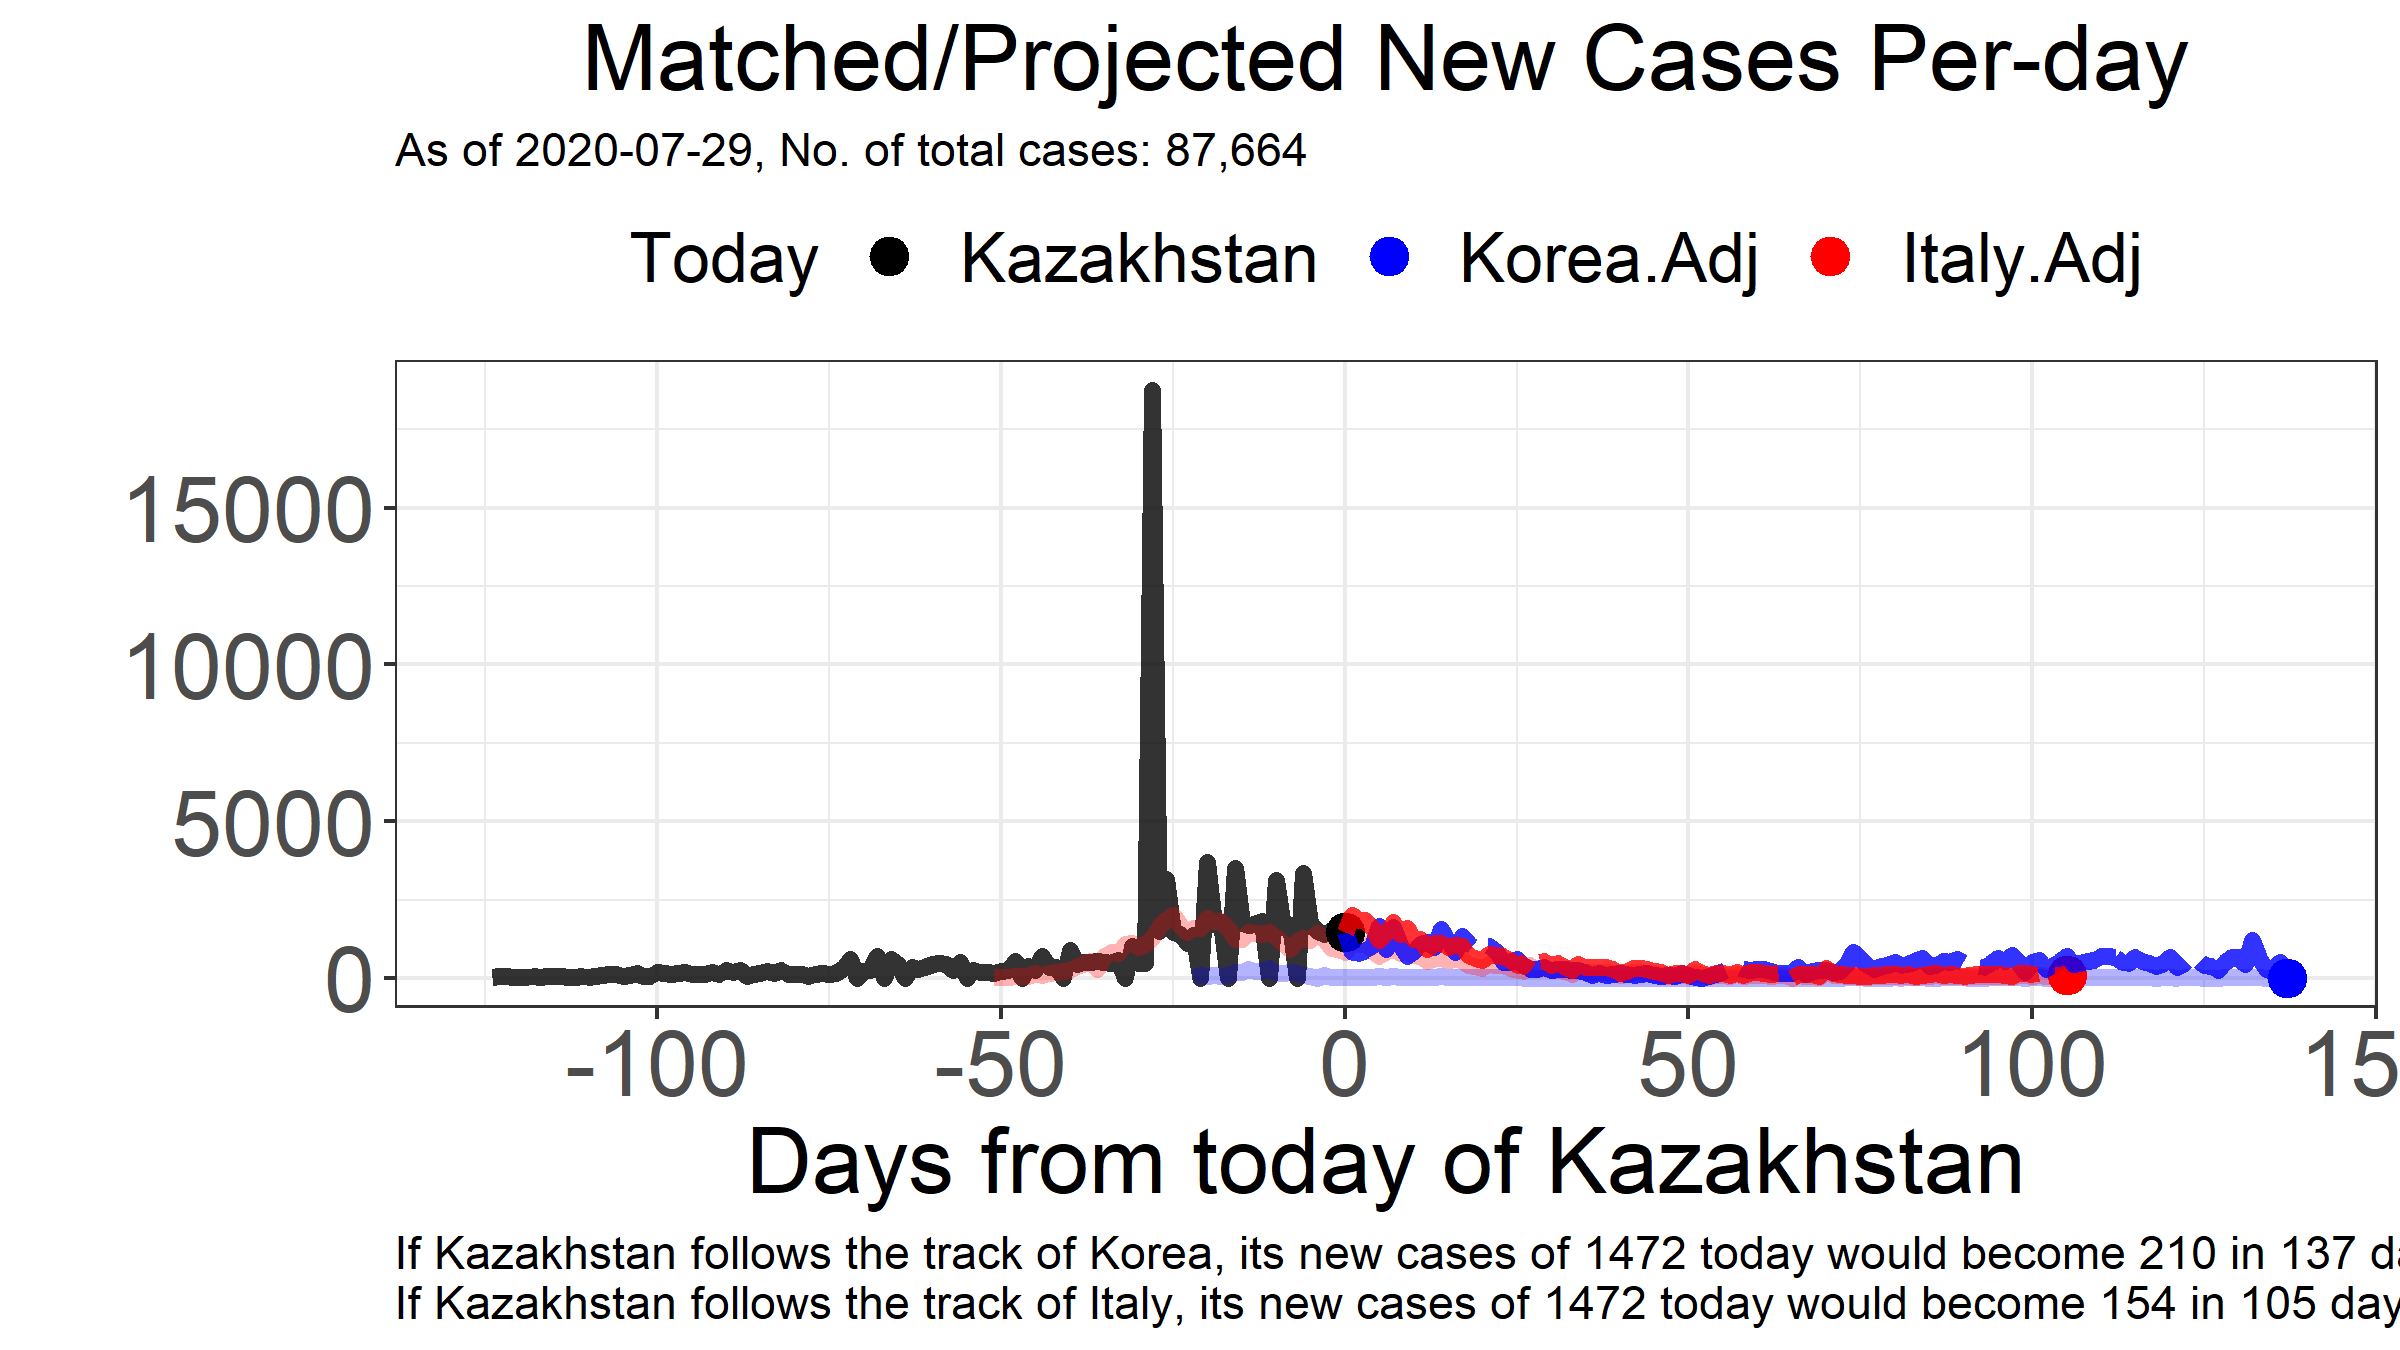 Matched/Projected New Cases Per-day
As of 2020-07-29, No. of total cases: 87,664
Today Kazakhstan Korea.Adj Italy.Adj
15000
10000
5000
0
-100 -50 0 50 100 15
Days from today of Kazakhstan
If Kazakhstan follows the track of Korea, its new cases of 1472 today would become 210 in 137 da
If Kazakhstan follows the track of Italy, its new cases of 1472 today would become 154 in 105 day